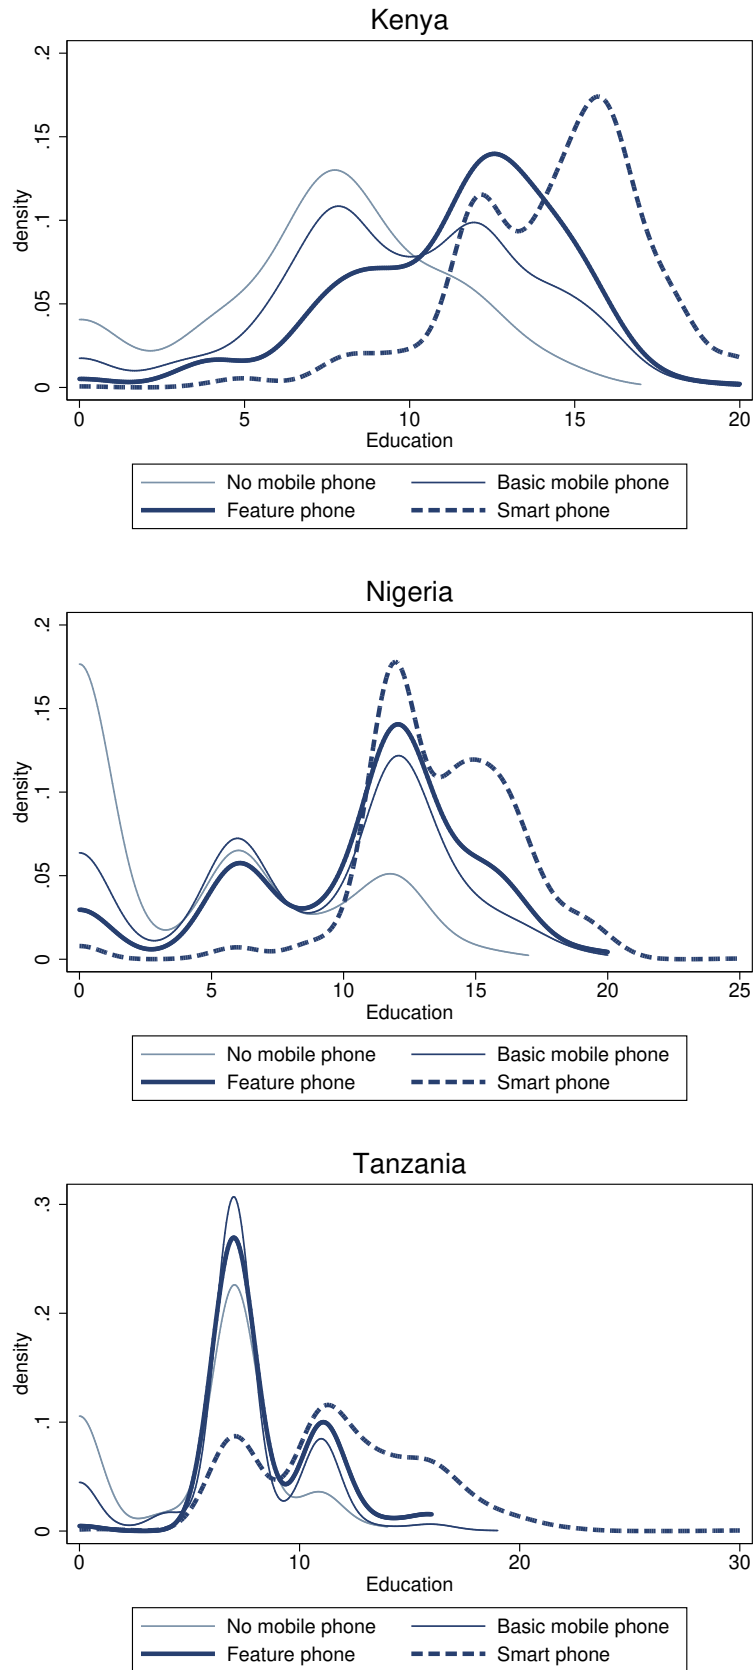 Kenya
.2
.15
.1
.05
0
density
0 5 10 15 20
Education
No mobile phone Basic mobile phone
Feature phone Smart phone
Nigeria
.2
.15
.1
.05
0
density
0 5 10 15 20 25
Education
No mobile phone Basic mobile phone
Feature phone Smart phone
Tanzania
.3
.2
.1
0
density
0 10 20 30
Education
No mobile phone Basic mobile phone
Feature phone Smart phone